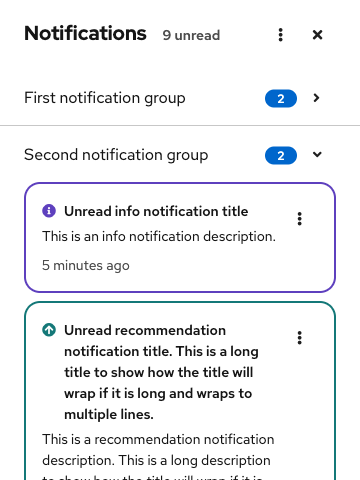 Notifications 9 unread
First notification group 2
Second notification group 2
Unread info notification title
This is an info notification description.
5 minutes ago
Unread recommendation
notification title. This is a long
title to show how the title will
wrap if it is long and wraps to
multiple lines.
This is a recommendation notification
description. This is a long description
to show how the title will wrap if it is